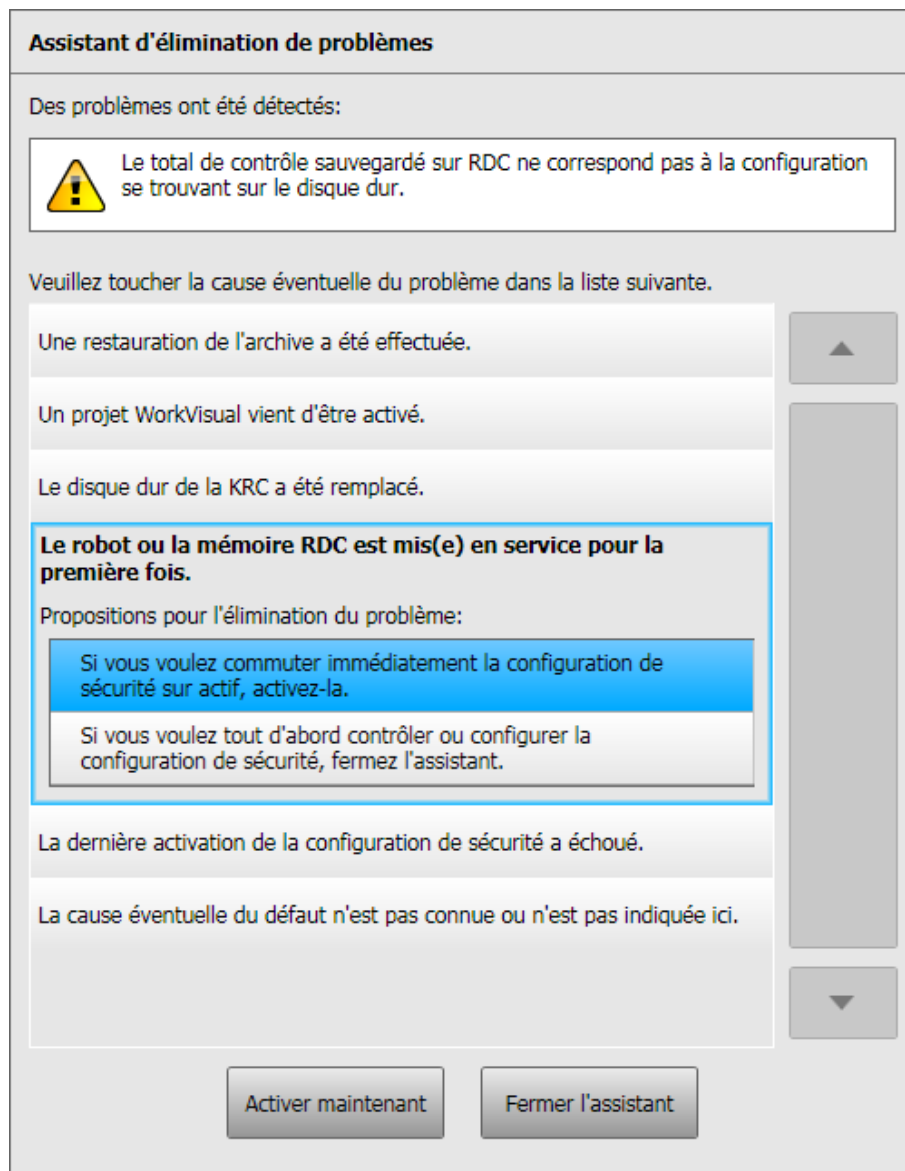 Assistant d'élimination de problèmes
Des problèmes ont été détectés:
Le total de contrôle sauvegardé sur RDC ne correspond pas à la configuration
se trouvant sur le disque dur.
Veuillez toucher la cause éventuelle du problème dans la liste suivante.
Une restauration de l'archive a été effectuée.
Un projet WorkVisual vient d'être activé.
Le disque dur de la KRC a été remplacé.
Le robot ou la mémoire RDC est mis(e) en service pour la
première fois.
Propositions pour l'élimination du problème:
Si vous voulez commuter immédiatement la configuration de
sécurité sur actif, activez-la.
Si vous voulez tout d'abord contrôler ou configurer la
configuration de sécurité, fermez l'assistant.
La dernière activation de la configuration de sécurité a échoué.
La cause éventuelle du défaut n'est pas connue ou n'est pas indiquée ici.
Activer maintenant
Fermer l'assistant